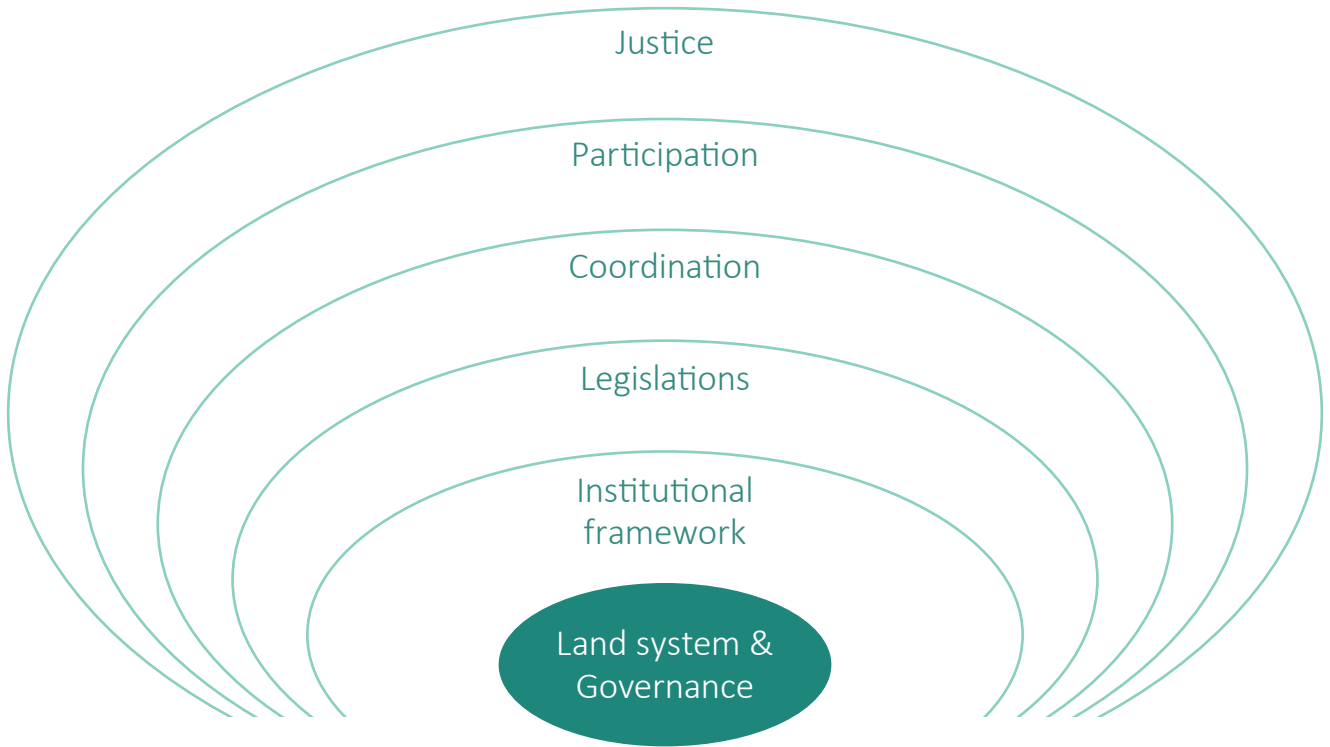 Justice
Participation
Coordination
Legislations
Institutional
framework
Land system &
Governance